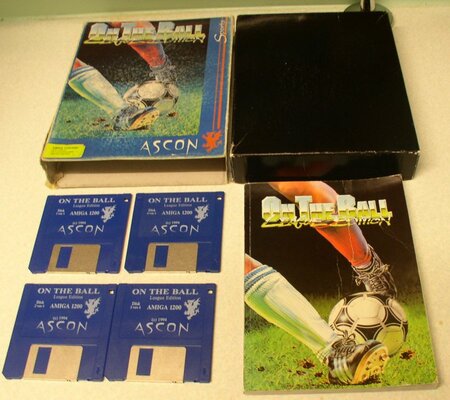 ON THE BALL
LEAGUE EDITION
ASCON
ON THE BALL
League Edition
AMIGA 1200
(c) 1994
ASCON
ON THE BALL
League Edition
AMIGA 1200
(c) 1994
ASCON
ON THE BALL
League Edition
Disk
AMIGA 1200
(c) 1994
ASCON
ON THE BALL
League Edition
Disk
AMIGA 1200
(c) 1994
ASCON
ON THE BALL
LEAGUE EDITION